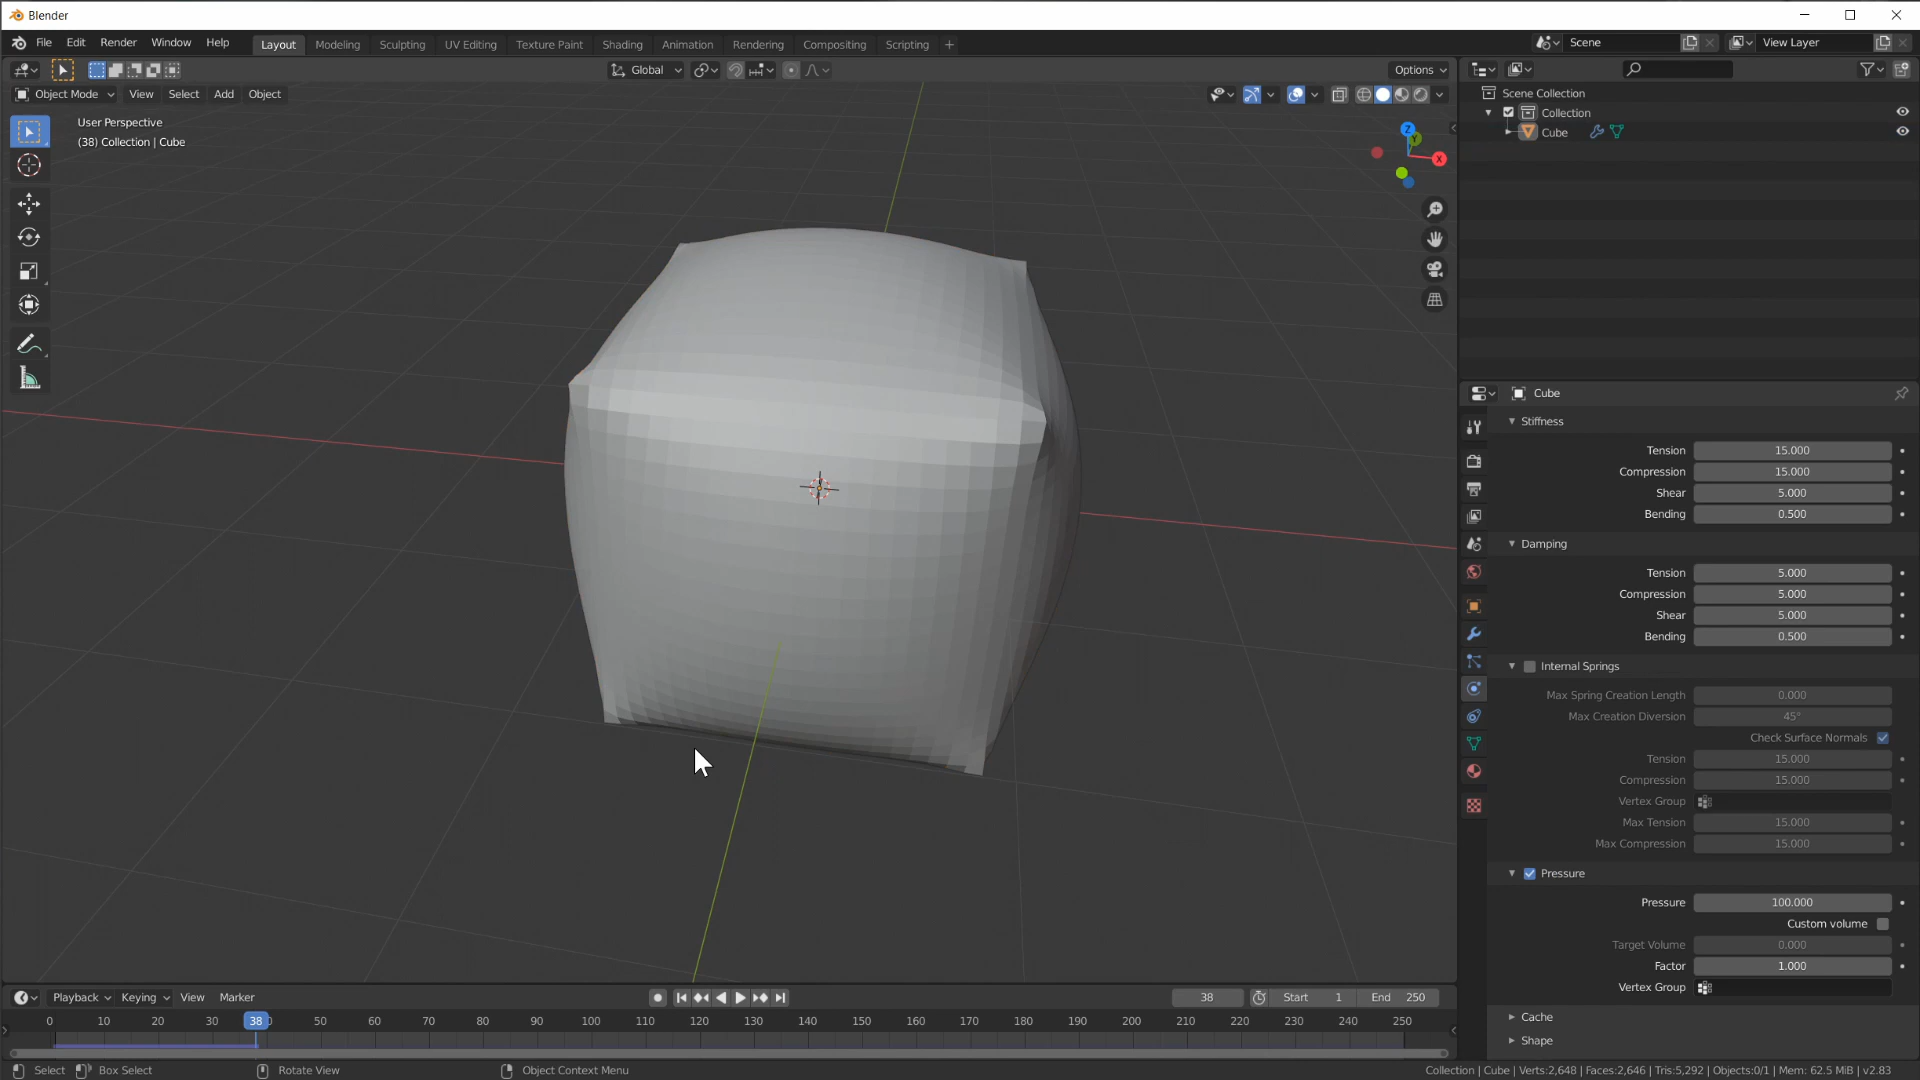 Blender
File Edit Render Window Help Layout Modeling Sculpting UV Editing Texture Paint Shading Animation Rendering Compositing Scripting + Scene View Layer
Global Options
Object Mode View Select Add Object
User Perspective
(38) Collection | Cube
Z
Y
X
Scene Collection
Collection
Cube
Cube
Stiffness
Tension 15.000
Compression 15.000
Shear 5.000
Bending 0.500
Damping
Tension 5.000
Compression 5.000
Shear 5.000
Bending 0.500
Internal Springs
Max Spring Creation Length 0.000
Max Creation Diversion 45°
Check Surface Normals
Tension 15.000
Compression 15.000
Vertex Group
Max Tension 15.000
Max Compression 15.000
Pressure
Pressure 100.000
Custom volume
Target Volume 0.000
Factor 1.000
Vertex Group
Cache
Shape
Playback Keying View Marker 38 Start 1 End 250
0 10 20 30 38 50 60 70 80 90 100 110 120 130 140 150 160 170 180 190 200 210 220 230 240 250
Select Box Select Rotate View Object Context Menu Collection | Cube | Verts:2,648 | Faces:2,646 | Tris:5,292 | Objects:0/1 | Mem: 62.5 MiB | v2.83